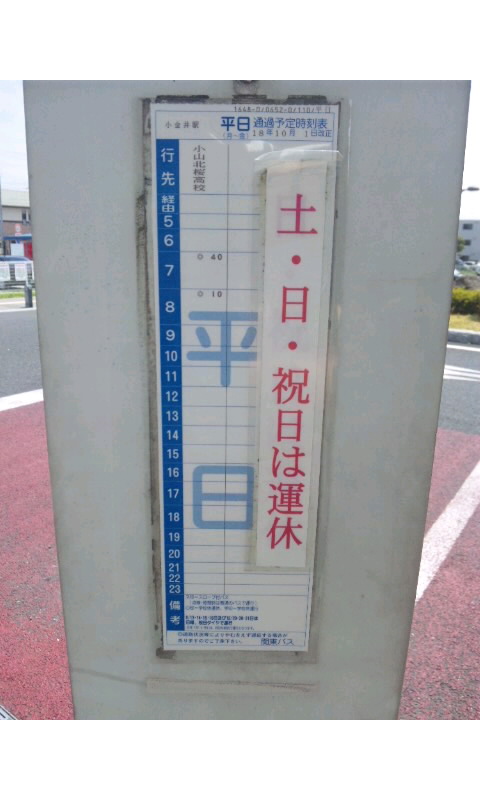 小金井駅
平日 通過予定時刻表
(月～金) 18年10月 1日改正
行先
小山北桜高校
経由
5
6
7 ◎40
8 ◎10
9
10
11
12
13
14
15
16
17
18
19
20
21
22
23
平日
土・日・祝日は運休
備考
関東バス